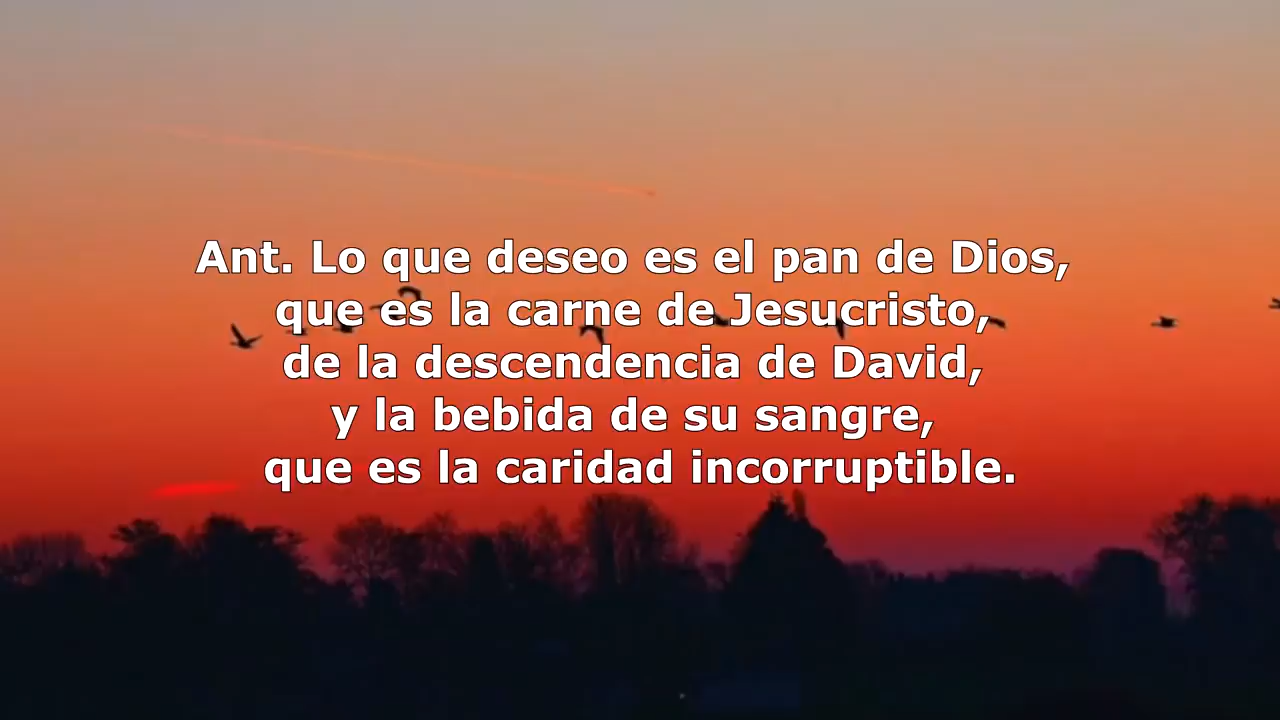 Ant. Lo que deseo es el pan de Dios,
que es la carne de Jesucristo,
de la descendencia de David,
y la bebida de su sangre,
que es la caridad incorruptible.